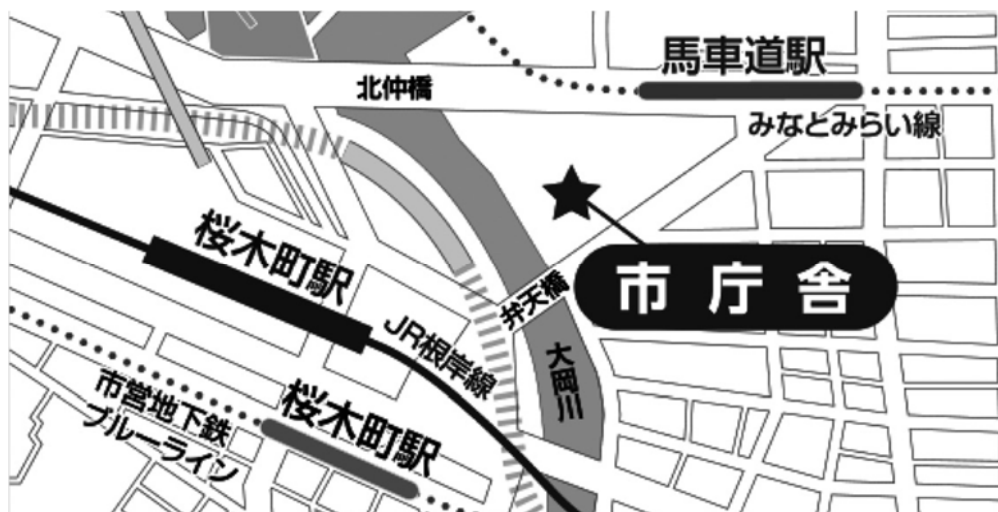 馬車道駅
北仲橋
みなとみらい線
桜木町駅
市庁舎
弁天橋
JR根岸線
大岡川
市営地下鉄
ブルーライン
桜木町駅